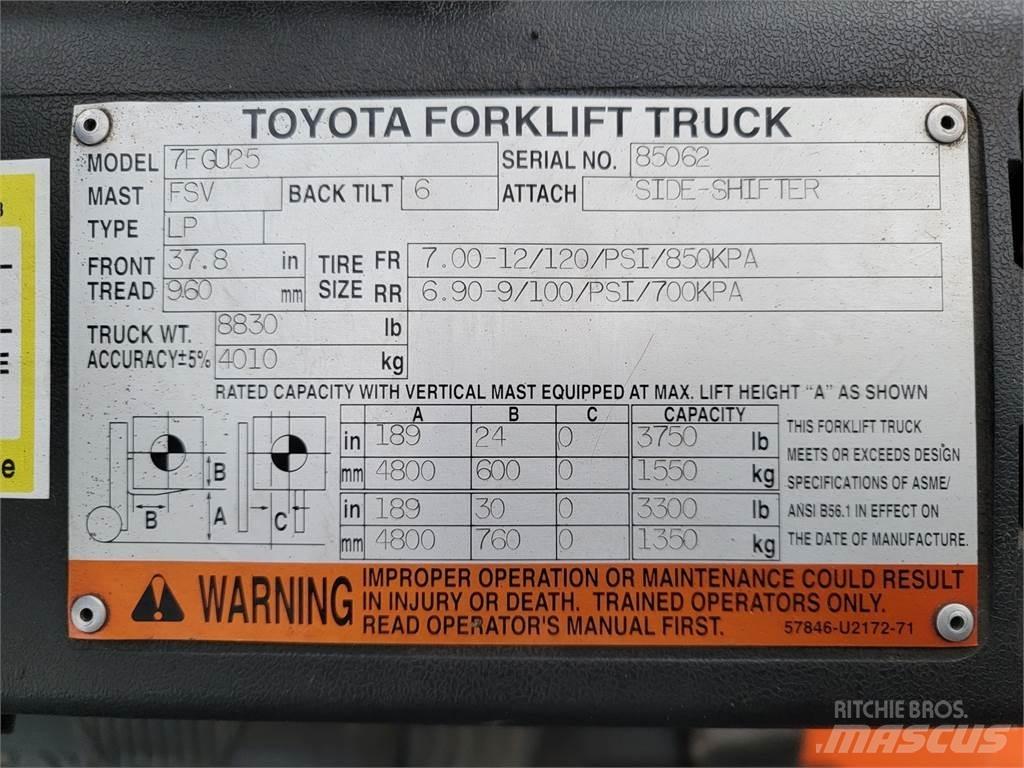 TOYOTA FORKLIFT TRUCK
MODEL 7FGU25 SERIAL NO. 85062
MAST FSV BACK TILT 6 ATTACH SIDE-SHIFTER
TYPE LP
FRONT TREAD 37.8 in TIRE SIZE FR 7.00-12/120/PSI/850KPA
960 mm RR 6.90-9/100/PSI/700KPA
TRUCK WT. 8830 lb
ACCURACY±5% 4010 kg
RATED CAPACITY WITH VERTICAL MAST EQUIPPED AT MAX. LIFT HEIGHT "A" AS SHOWN
A B C CAPACITY
in 189 24 0 3750 lb
mm 4800 600 0 1550 kg
in 189 30 0 3300 lb
mm 4800 760 0 1350 kg
B
B A C
THIS FORKLIFT TRUCK
MEETS OR EXCEEDS DESIGN
SPECIFICATIONS OF ASME/
ANSI B56.1 IN EFFECT ON
THE DATE OF MANUFACTURE.
WARNING
IMPROPER OPERATION OR MAINTENANCE COULD RESULT
IN INJURY OR DEATH. TRAINED OPERATORS ONLY.
READ OPERATOR'S MANUAL FIRST. 57846-U2172-71
E
e
RITCHIE BROS.
MASCUS